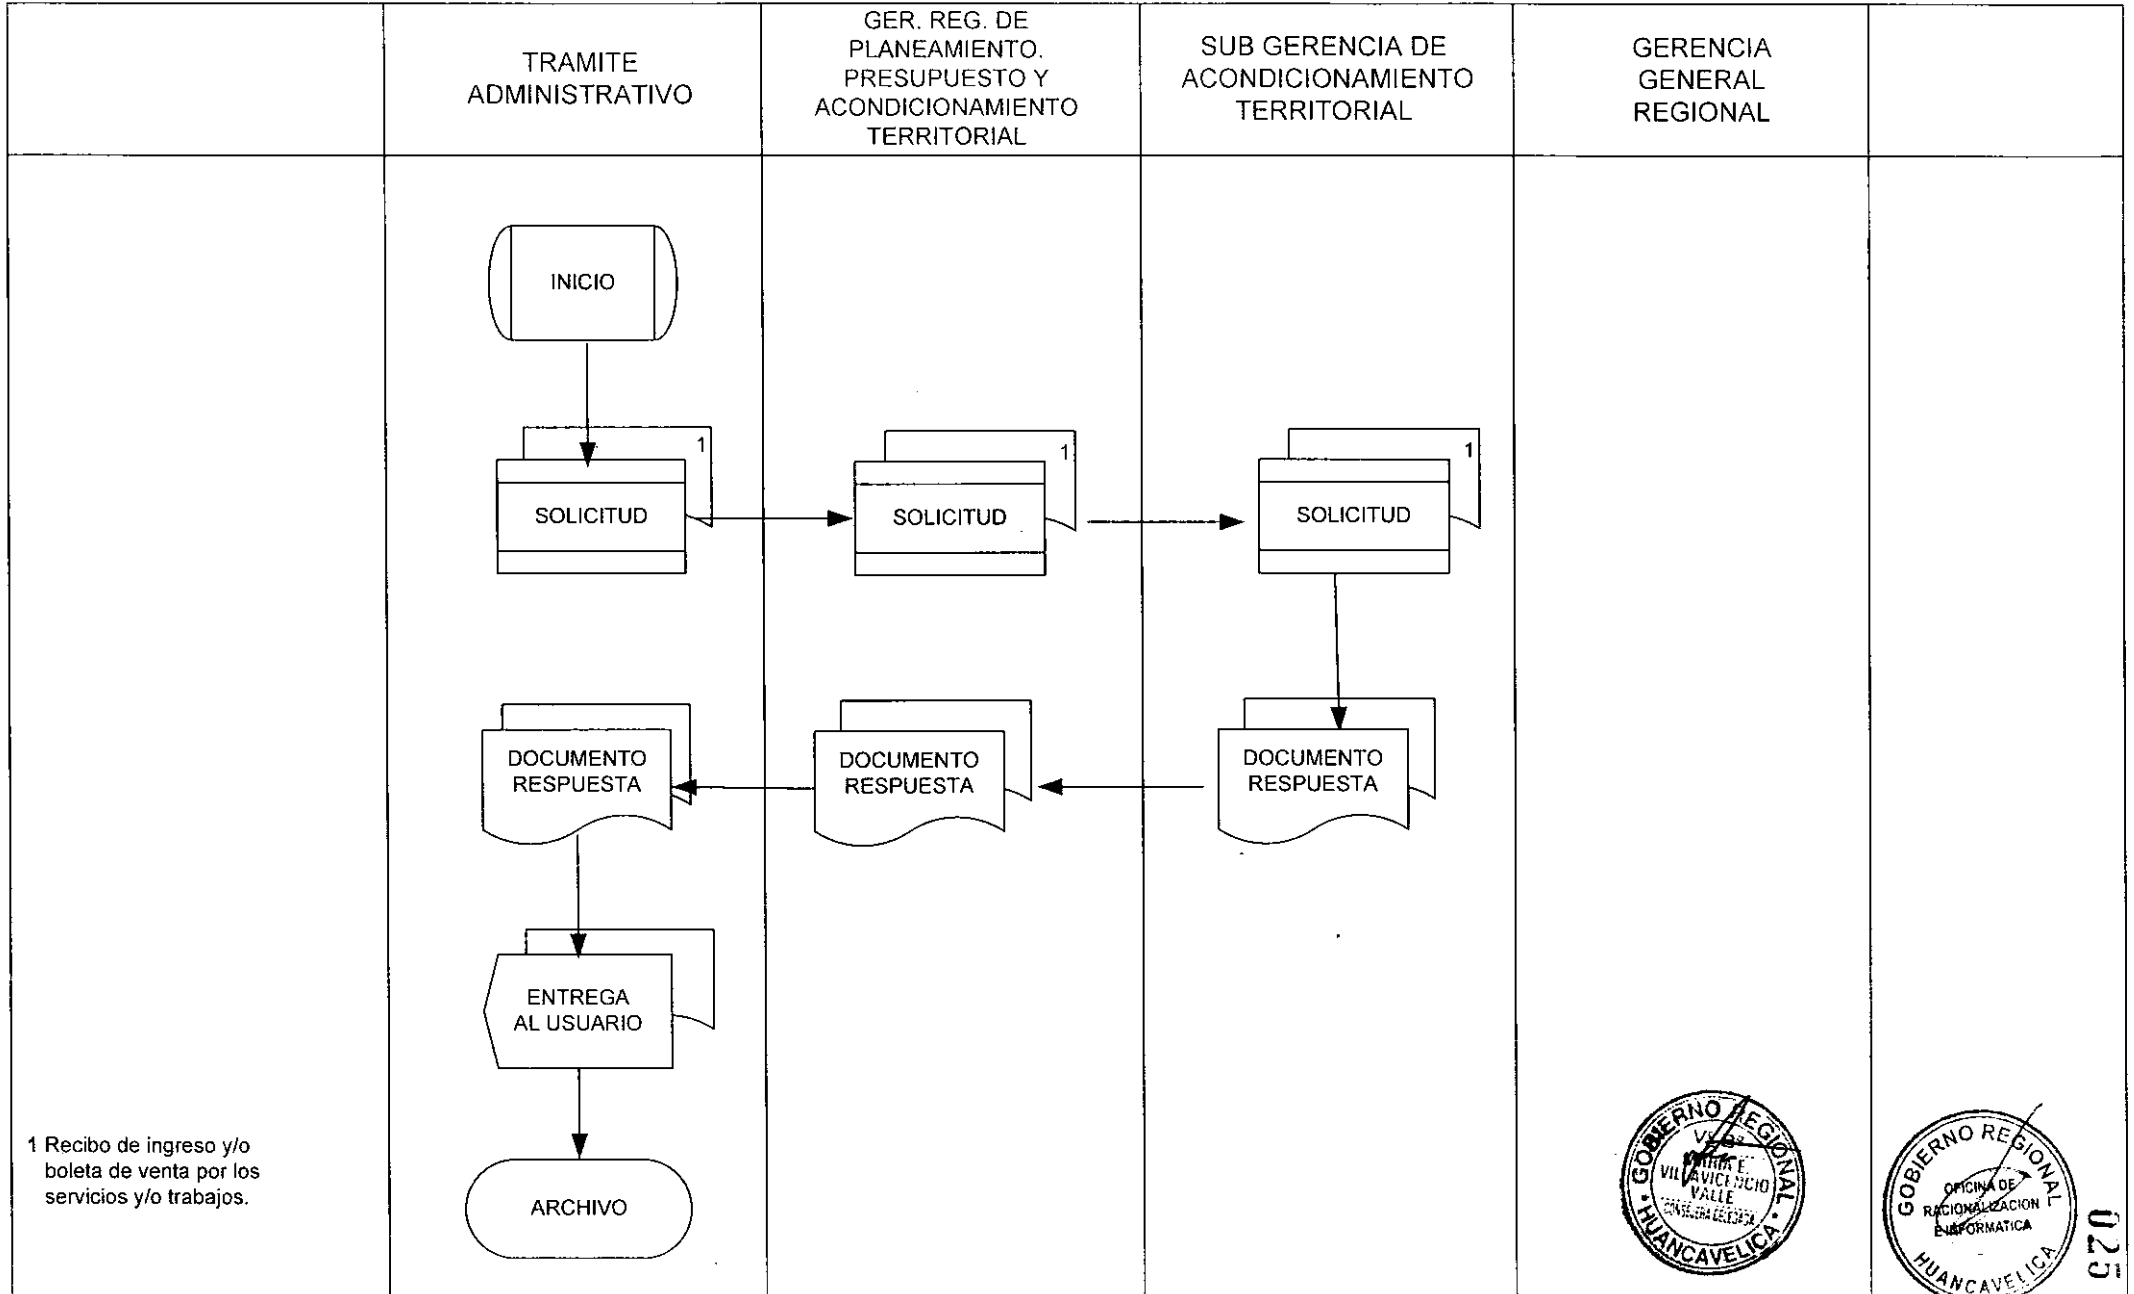 TRAMITE
ADMINISTRATIVO
GER. REG. DE
PLANEAMIENTO.
PRESUPUESTO Y
ACONDICIONAMIENTO
TERRITORIAL
SUB GERENCIA DE
ACONDICIONAMIENTO
TERRITORIAL
GERENCIA
GENERAL
REGIONAL
INICIO
1
SOLICITUD
1
SOLICITUD
1
SOLICITUD
DOCUMENTO
RESPUESTA
DOCUMENTO
RESPUESTA
DOCUMENTO
RESPUESTA
ENTREGA
AL USUARIO
ARCHIVO
1 Recibo de ingreso y/o
boleta de venta por los
servicios y/o trabajos.
GOBIERNO REGIONAL
VILLAVICENCIO
VALLE
CONSEJERA DELEGADA
HUANCAVELICA
GOBIERNO REGIONAL
OFICINA DE
RACIONALIZACION
E INFORMATICA
HUANCAVELICA
025